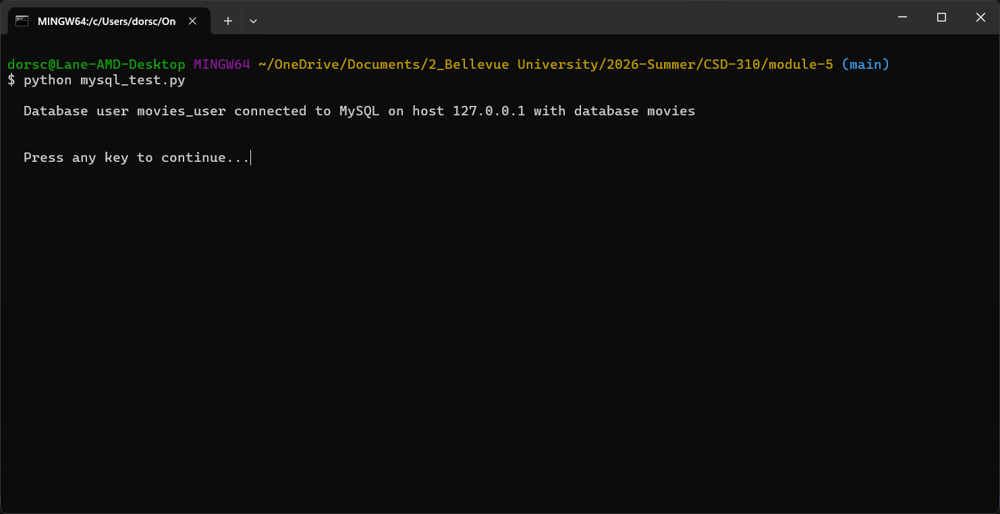 MINGW64:/c/Users/dorsc/On
dorsc@Lane-AMD-Desktop MINGW64 ~/OneDrive/Documents/2_Bellevue University/2026-Summer/CSD-310/module-5 (main)
$ python mysql_test.py
Database user movies_user connected to MySQL on host 127.0.0.1 with database movies
Press any key to continue...